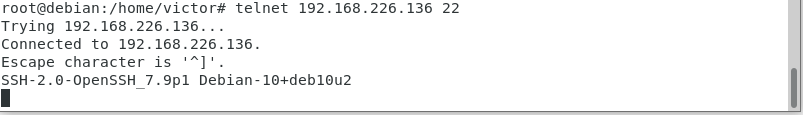 root@debian:/home/victor# telnet 192.168.226.136 22
Trying 192.168.226.136...
Connected to 192.168.226.136.
Escape character is '^]'.
SSH-2.0-OpenSSH_7.9p1 Debian-10+deb10u2